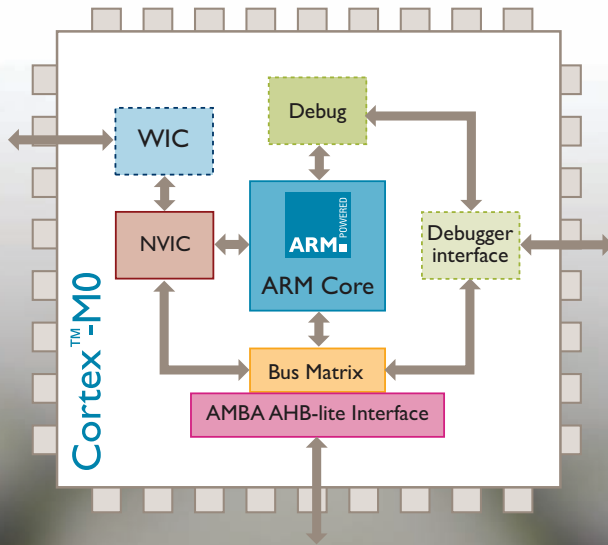 WIC
Debug
NVIC
ARM
POWERED
ARM Core
Debugger
interface
Bus Matrix
AMBA AHB-lite Interface
Cortex™-M0